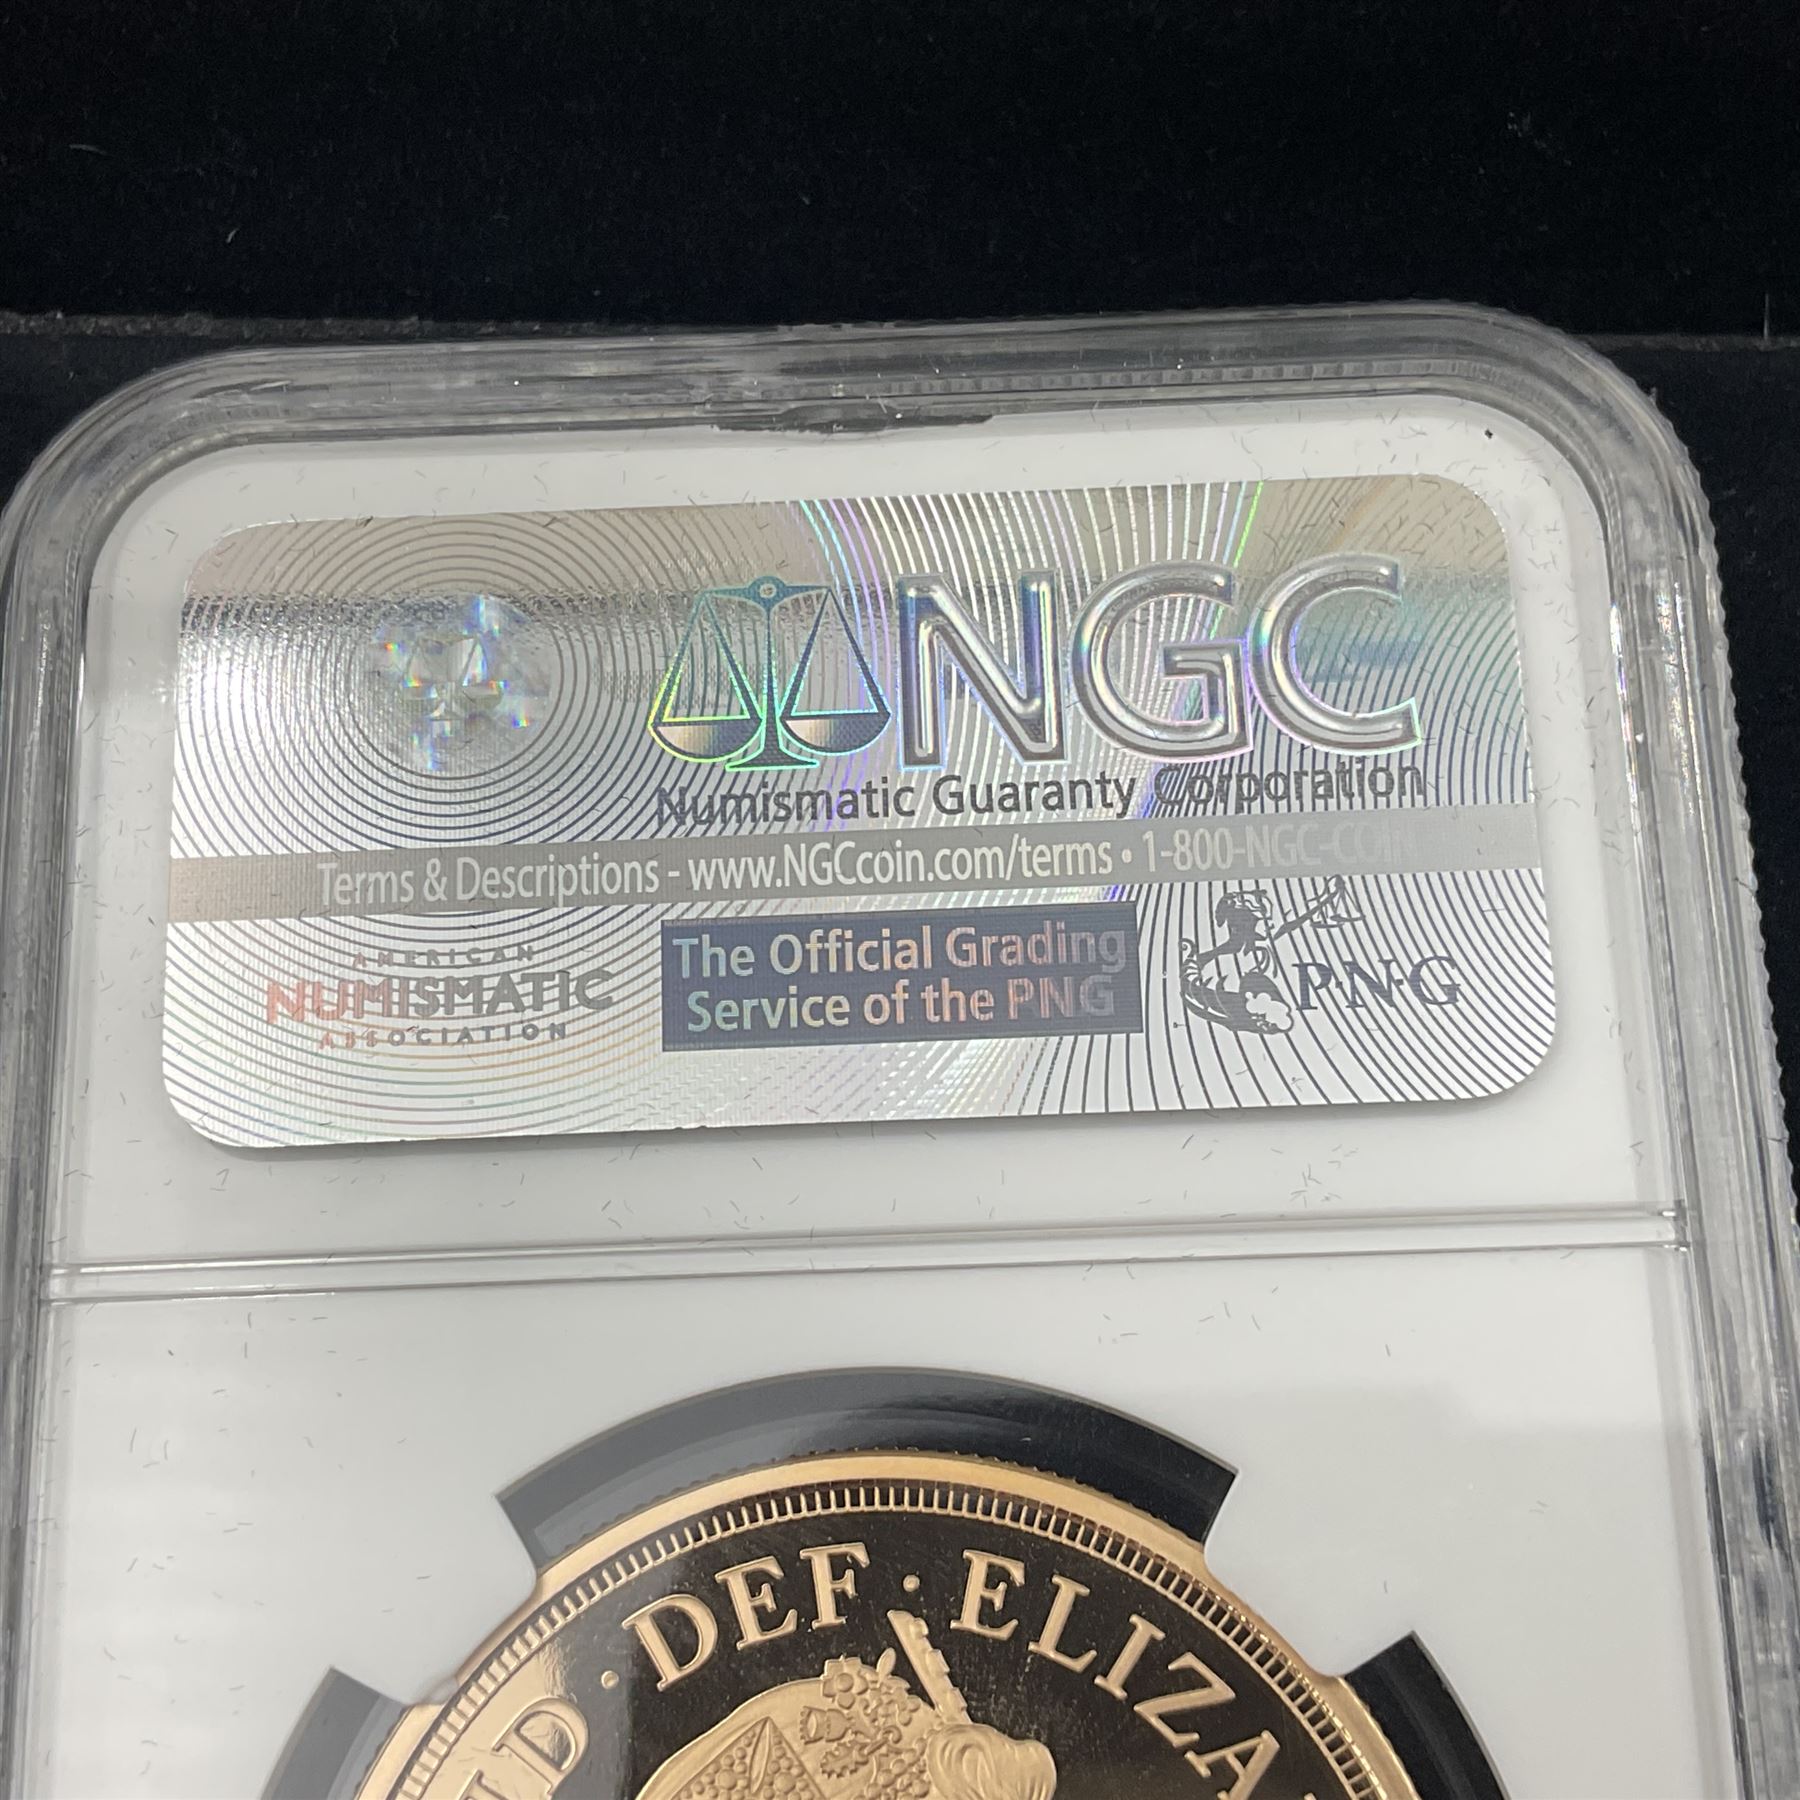 NGC
Numismatic Guaranty Corporation
Terms & Descriptions - www.NGCcoin.com/terms • 1-800-NGC-COIN
AMERICAN
NUMISMATIC
ASSOCIATION
The Official Grading
Service of the PNG
P·N·G
D · DEF · ELIZA